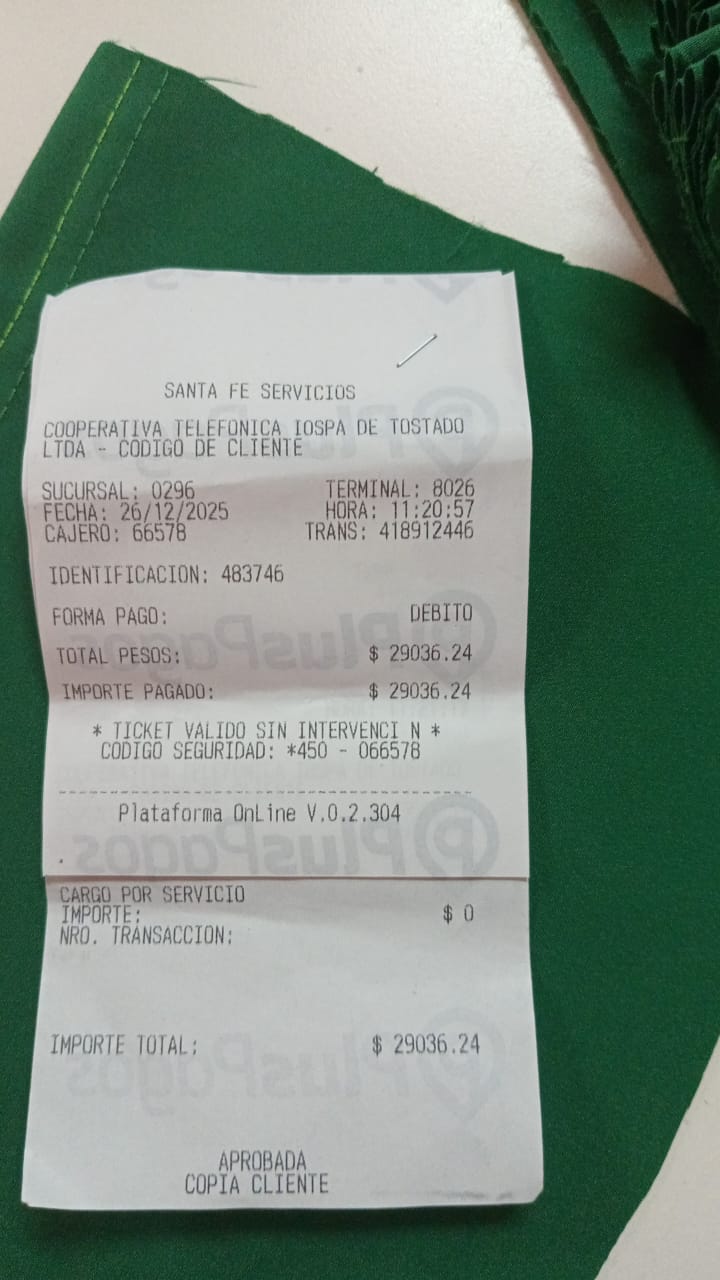 SANTA FE SERVICIOS
COOPERATIVA TELEFONICA IOSPA DE TOSTADO
LTDA - CODIGO DE CLIENTE
SUCURSAL: 0296 TERMINAL: 8026
FECHA: 26/12/2025 HORA: 11:20:57
CAJERO: 66578 TRANS: 418912446
IDENTIFICACION: 483746
FORMA PAGO: DEBITO
TOTAL PESOS: $ 29036.24
IMPORTE PAGADO: $ 29036.24
* TICKET VALIDO SIN INTERVENCI N *
CODIGO SEGURIDAD: *450 - 066578
Plataforma OnLine V.0.2.304
PlusPagos
CARGO POR SERVICIO
IMPORTE: $ 0
NRO. TRANSACCION:
IMPORTE TOTAL: $ 29036.24
PlusPagos
APROBADA
COPIA CLIENTE